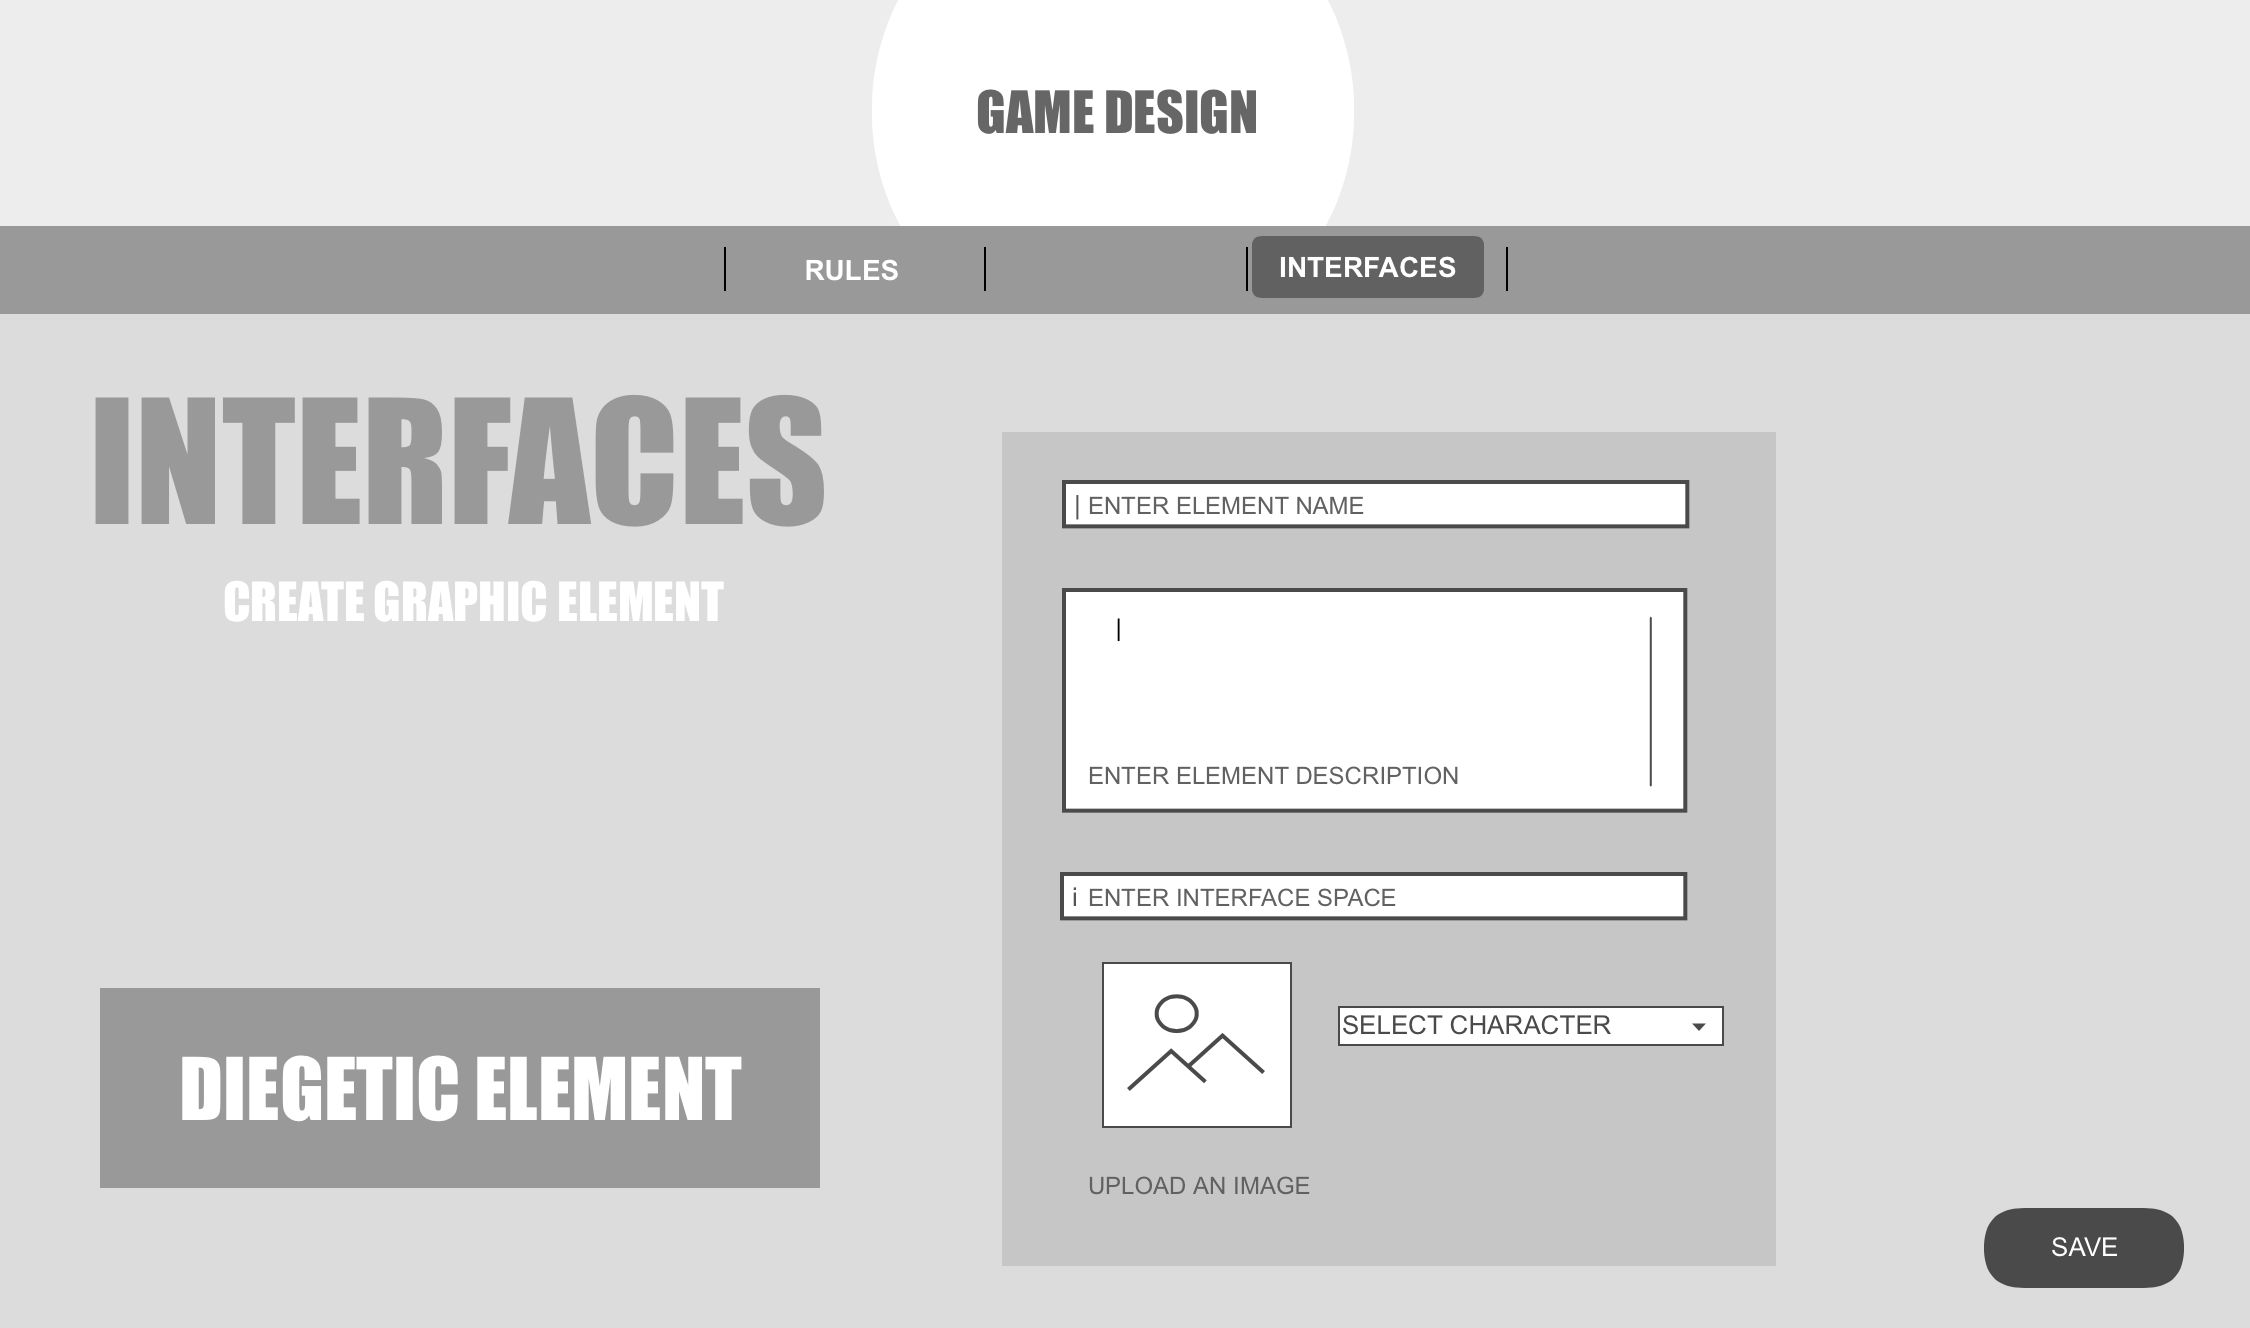 GAME DESIGN
RULES
INTERFACES
INTERFACES
CREATE GRAPHIC ELEMENT
| ENTER ELEMENT NAME
|
ENTER ELEMENT DESCRIPTION
i ENTER INTERFACE SPACE
SELECT CHARACTER
DIEGETIC ELEMENT
UPLOAD AN IMAGE
SAVE